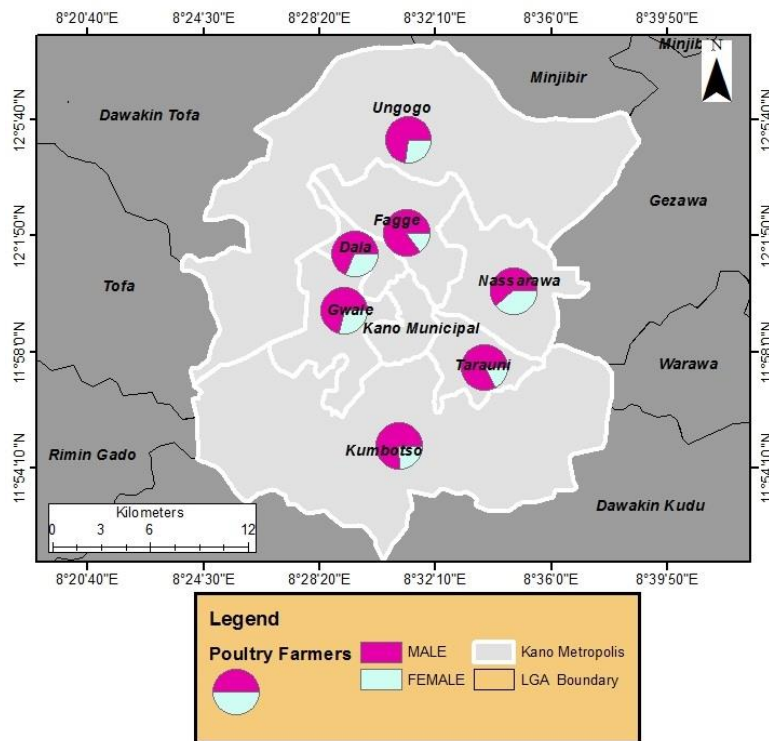 8°20'40"E 8°24'30"E 8°28'20"E 8°32'10"E 8°36'0"E 8°39'50"E
N
Minjibir
Minjibir
Ungogo
Dawakin Tofa
12°5'40"N
12°5'40"N
Gezawa
Fagge
12°1'50"N
12°1'50"N
Dala
Nassarawa
Tofa
Gwale
Kano Municipal
11°58'0"N
11°58'0"N
Warawa
Tarauni
Kumbotso
Rimin Gado
11°54'10"N
11°54'10"N
Dawakin Kudu
Kilometers
0 3 6 12
8°20'40"E 8°24'30"E 8°28'20"E 8°32'10"E 8°36'0"E 8°39'50"E
Legend
Poultry Farmers
MALE
FEMALE
Kano Metropolis
LGA Boundary